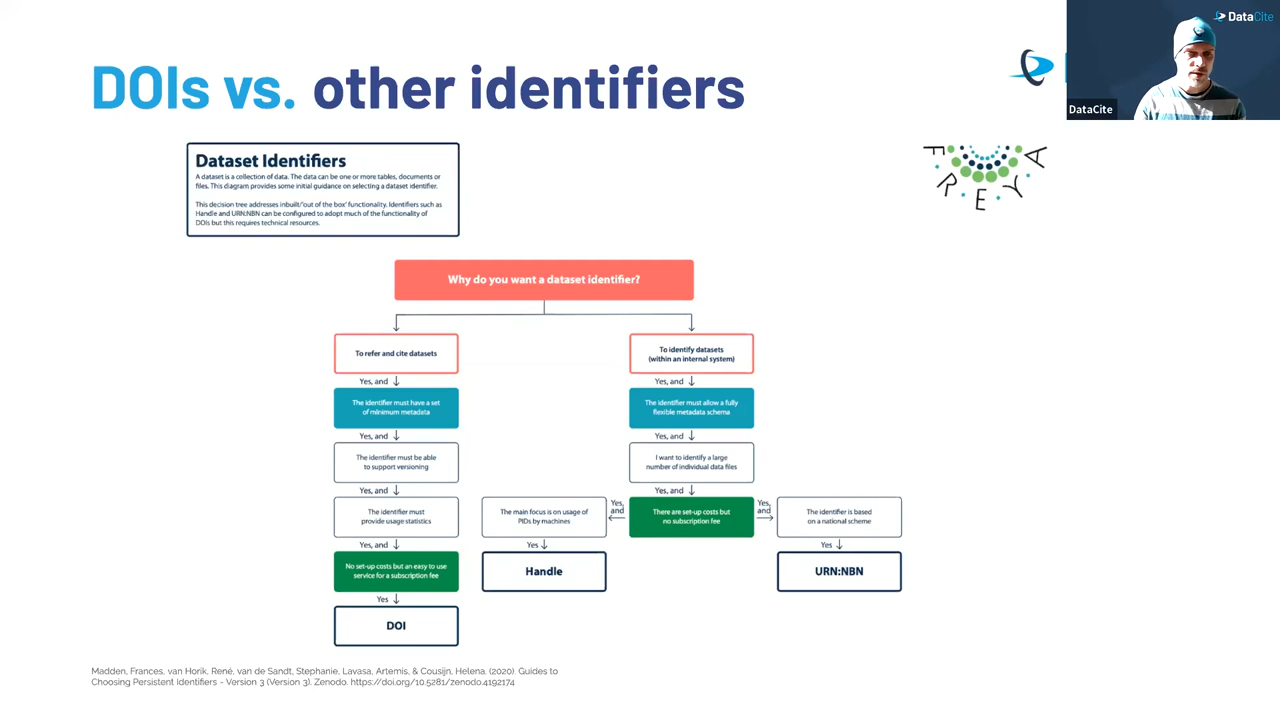 DataCite
DOIs vs. other identifiers
DataCite
Dataset Identifiers
A dataset is a collection of data. The data can be one or more tables, documents or
files. This diagram provides some initial guidance on selecting a dataset identifier.
This decision tree addresses inbuilt/'out of the box' functionality. Identifiers such as
Handle and URN:NBN can be configured to adopt much of the functionality of
DOIs but this requires technical resources.
FREYA
Why do you want a dataset identifier?
To refer and cite datasets
To identify datasets
(within an internal system)
Yes, and
Yes, and
The identifier must have a set
of minimum metadata
The identifier must allow a fully
flexible metadata schema
Yes, and
Yes, and
The identifier must be able
to support versioning
I want to identify a large
number of individual data files
Yes, and
Yes, and
The identifier must
provide usage statistics
The main focus is on usage of
PIDs by machines
Yes,
and
There are set-up costs but
no subscription fee
Yes,
and
The identifier is based
on a national scheme
Yes, and
Yes
Yes
No set-up costs but an easy to use
service for a subscription fee
Handle
URN:NBN
Yes
DOI
Madden, Frances, van Horik, René, van de Sandt, Stephanie, Lavasa, Artemis, & Cousijn, Helena. (2020). Guides to
Choosing Persistent Identifiers - Version 3 (Version 3). Zenodo. https://doi.org/10.5281/zenodo.4192174